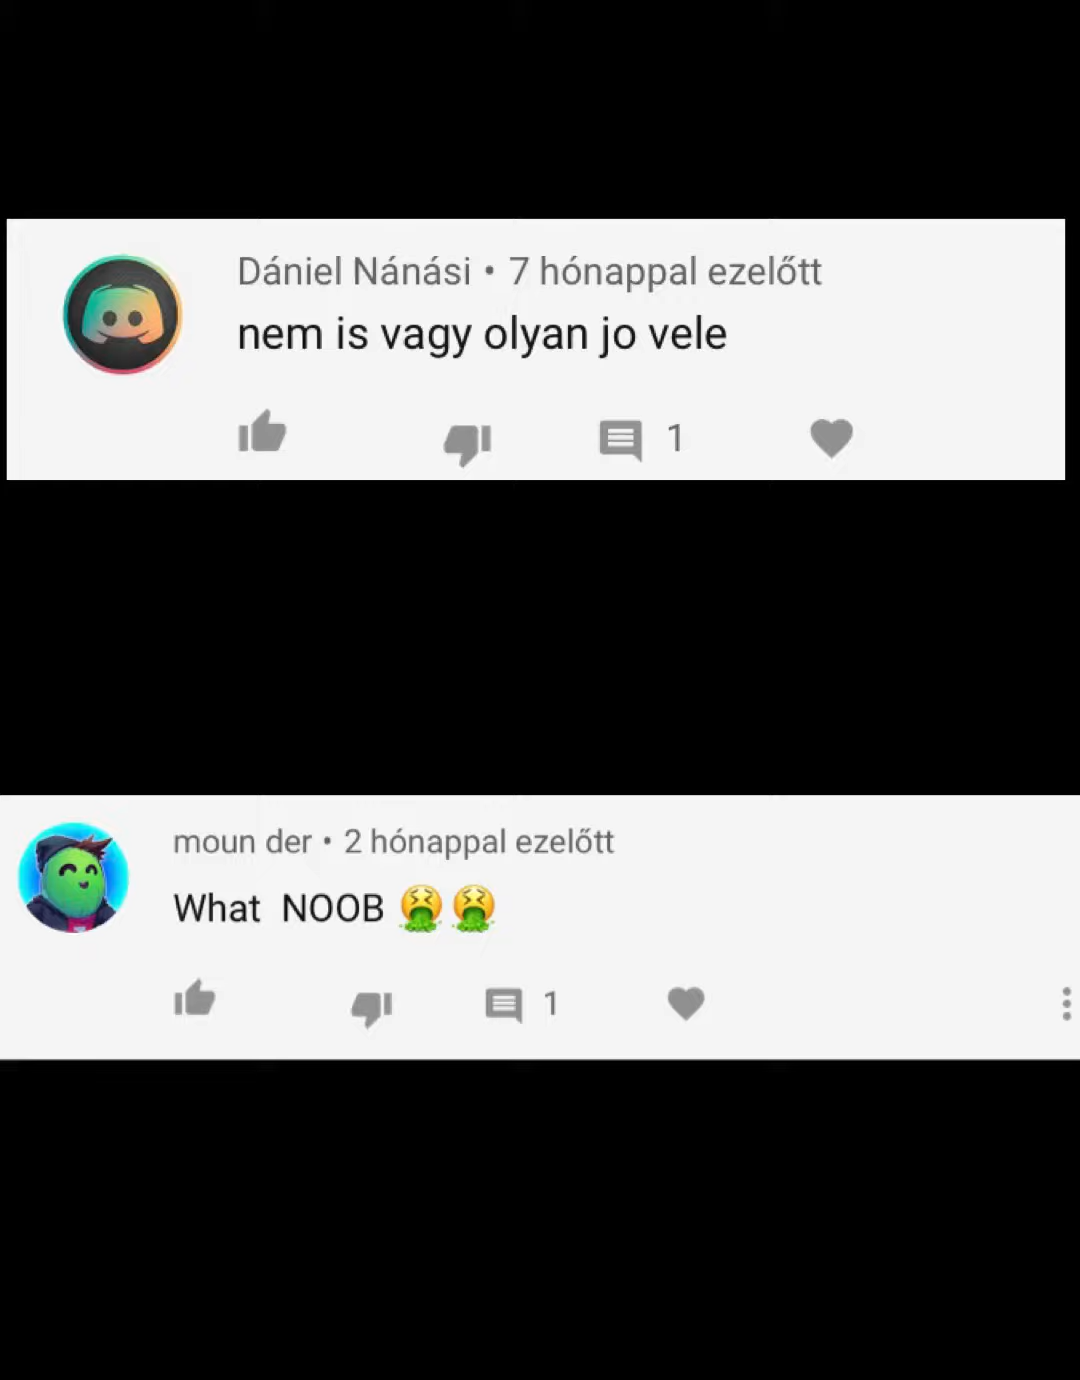 Dániel Nánási • 7 hónappal ezelőtt
nem is vagy olyan jo vele
1
moun der • 2 hónappal ezelőtt
What NOOB 🤮🤮
1